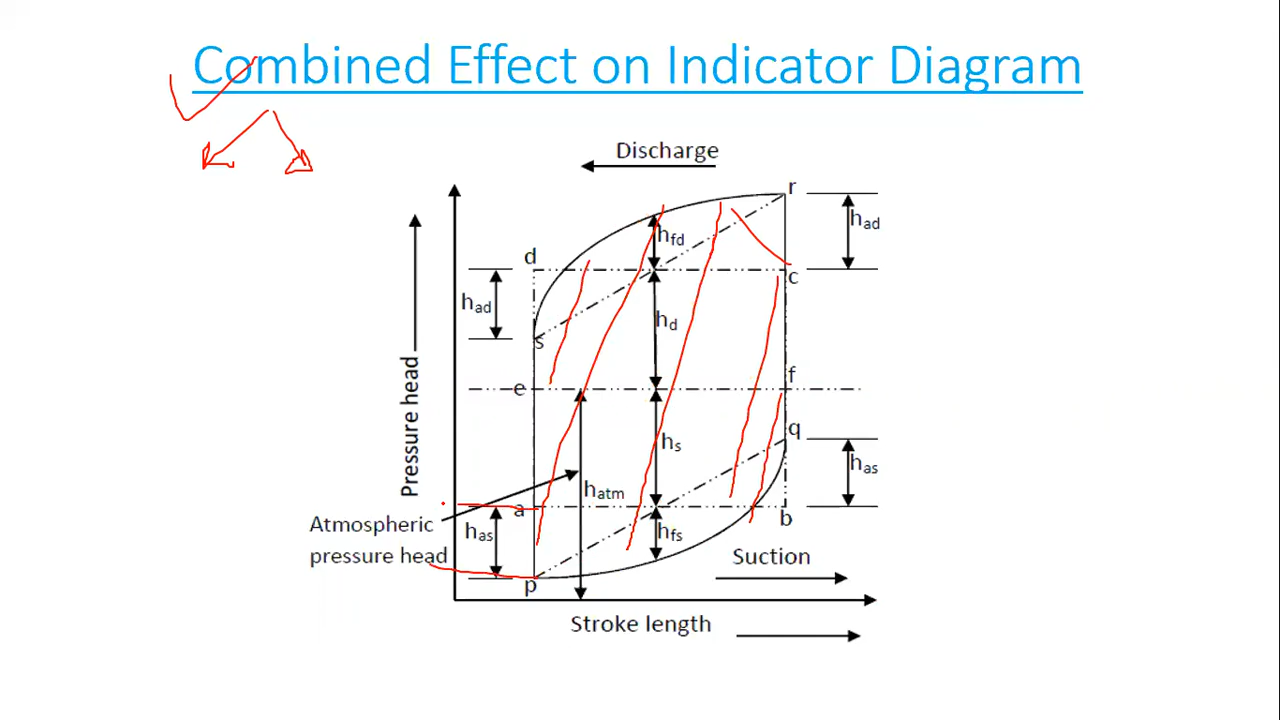 Combined Effect on Indicator Diagram
Discharge
r
had
hfd
d
c
had
hd
s
Pressure head
e
f
q
hs
has
hatm
a
b
Atmospheric
pressure head
has
hfs
Suction
p
Stroke length